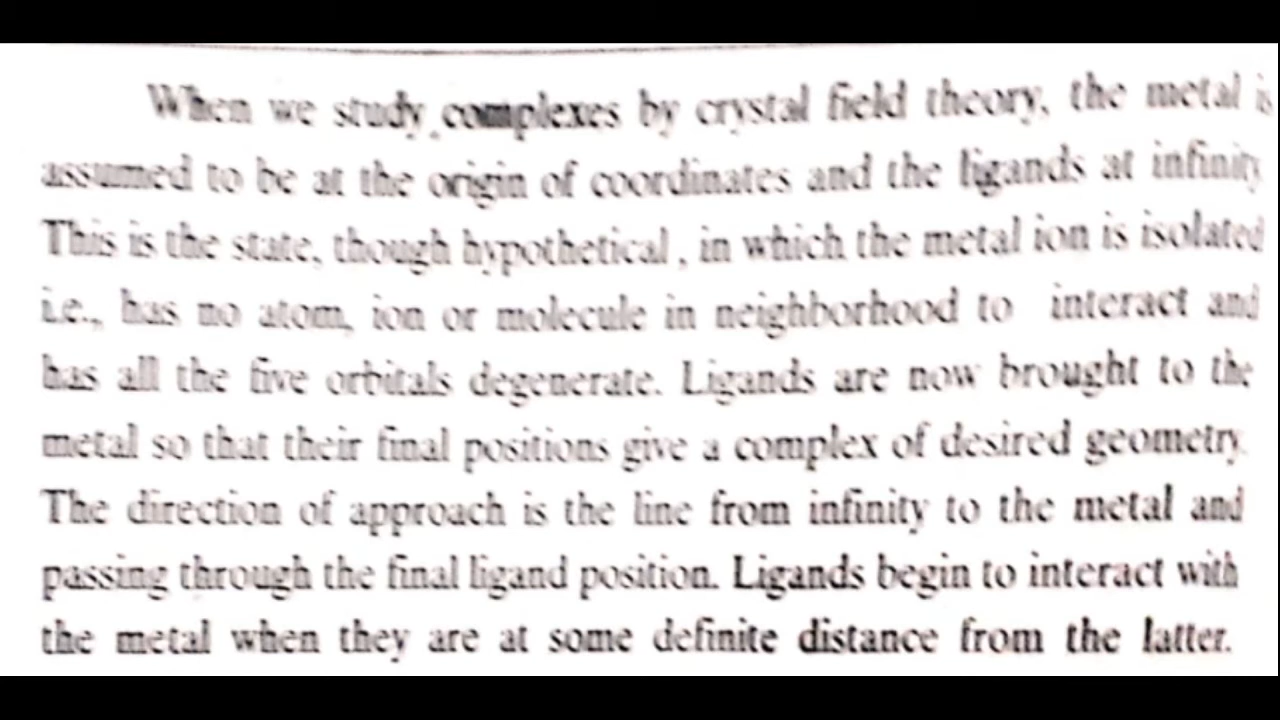 When we study complexes by crystal field theory, the metal is
assumed to be at the origin of coordinates and the ligands at infinity
This is the state, though hypothetical , in which the metal ion is isolated
i.e., has no atom, ion or molecule in neighborhood to interact and
has all the five orbitals degenerate. Ligands are now brought to the
metal so that their final positions give a complex of desired geometry.
The direction of approach is the line from infinity to the metal and
passing through the final ligand position. Ligands begin to interact with
the metal when they are at some definite distance from the latter.